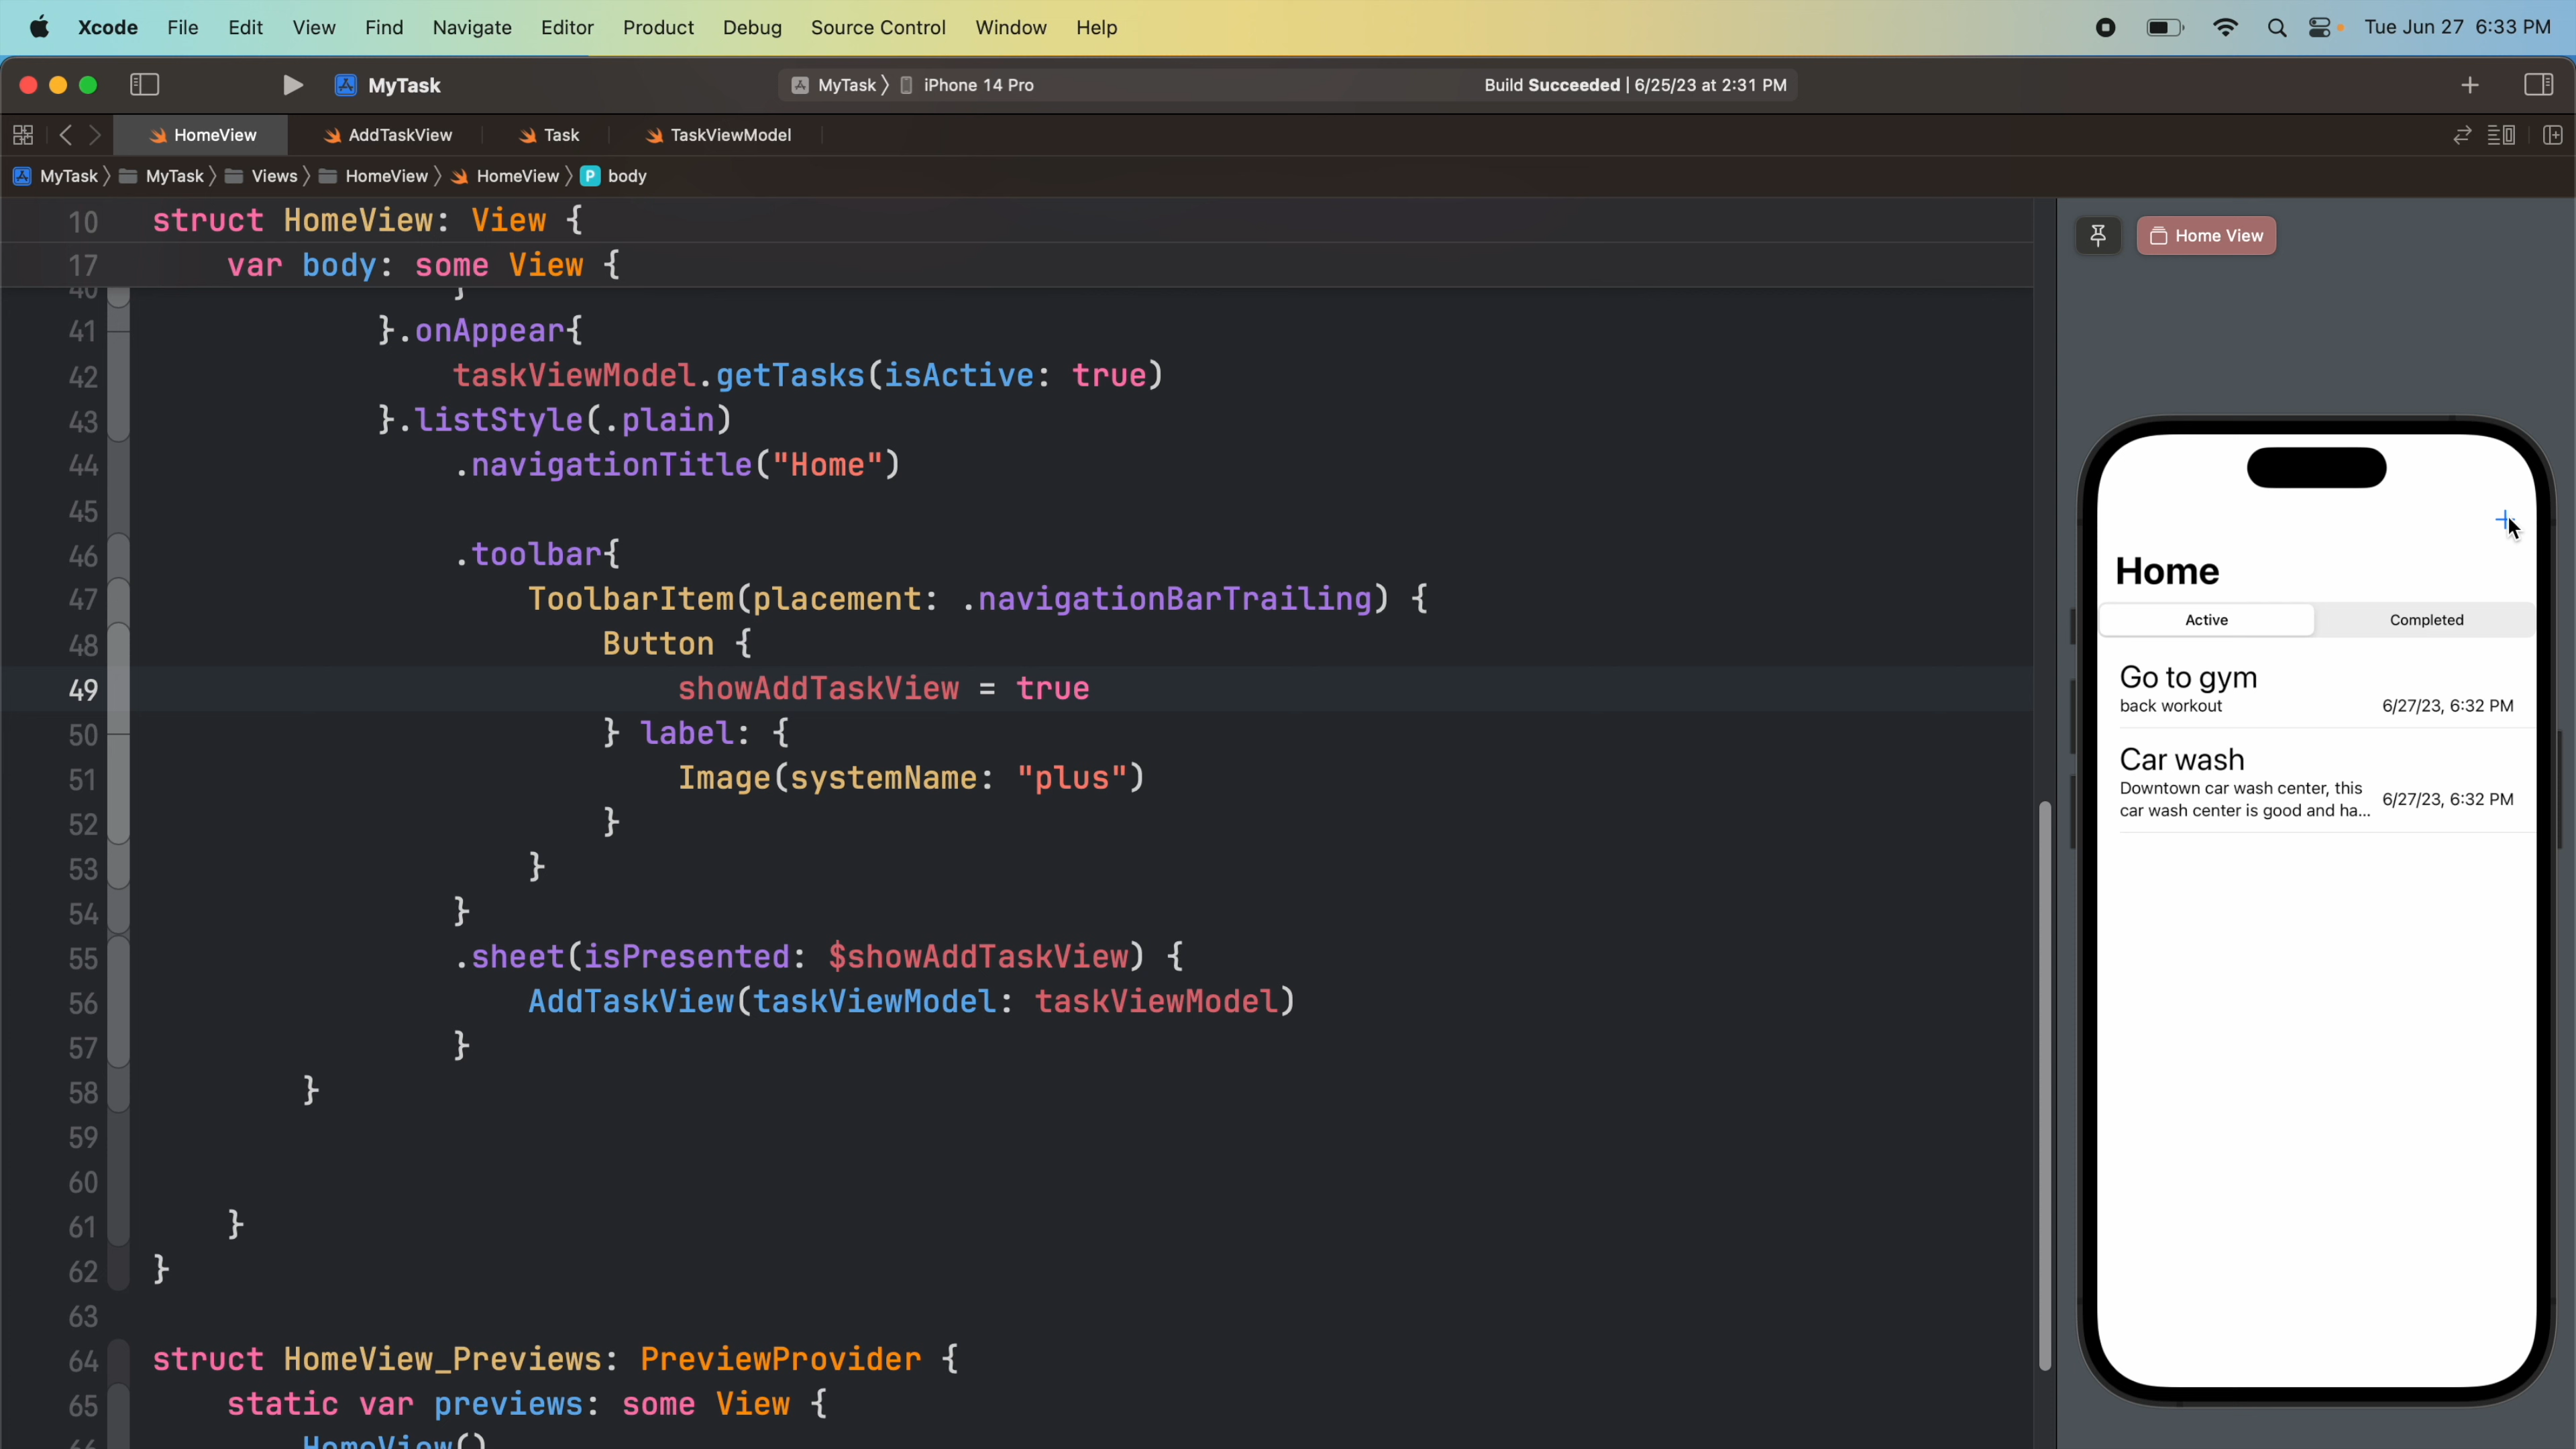 Xcode File Edit View Find Navigate Editor Product Debug Source Control Window Help Tue Jun 27 6:33 PM
MyTask MyTask 〉 iPhone 14 Pro Build Succeeded | 6/25/23 at 2:31 PM
HomeView AddTaskView Task TaskViewModel
MyTask 〉 MyTask 〉 Views 〉 HomeView 〉 HomeView 〉 P body
10 struct HomeView: View {
17 var body: some View {
40 }
41 }.onAppear{
42 taskViewModel.getTasks(isActive: true)
43 }.listStyle(.plain)
44 .navigationTitle("Home")
45
46 .toolbar{
47 ToolbarItem(placement: .navigationBarTrailing) {
48 Button {
49 showAddTaskView = true
50 } label: {
51 Image(systemName: "plus")
52 }
53 }
54 }
55 .sheet(isPresented: $showAddTaskView) {
56 AddTaskView(taskViewModel: taskViewModel)
57 }
58 }
59
60
61 }
62 }
63
64 struct HomeView_Previews: PreviewProvider {
65 static var previews: some View {
66 HomeView()
Home View
Home
Active Completed
Go to gym
back workout 6/27/23, 6:32 PM
Car wash
Downtown car wash center, this
car wash center is good and ha... 6/27/23, 6:32 PM